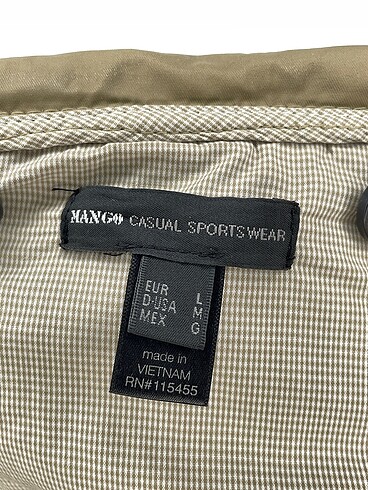 MANGO CASUAL SPORTSWEAR
EUR L
D·USA M
MEX G
made in
VIETNAM
RN#115455